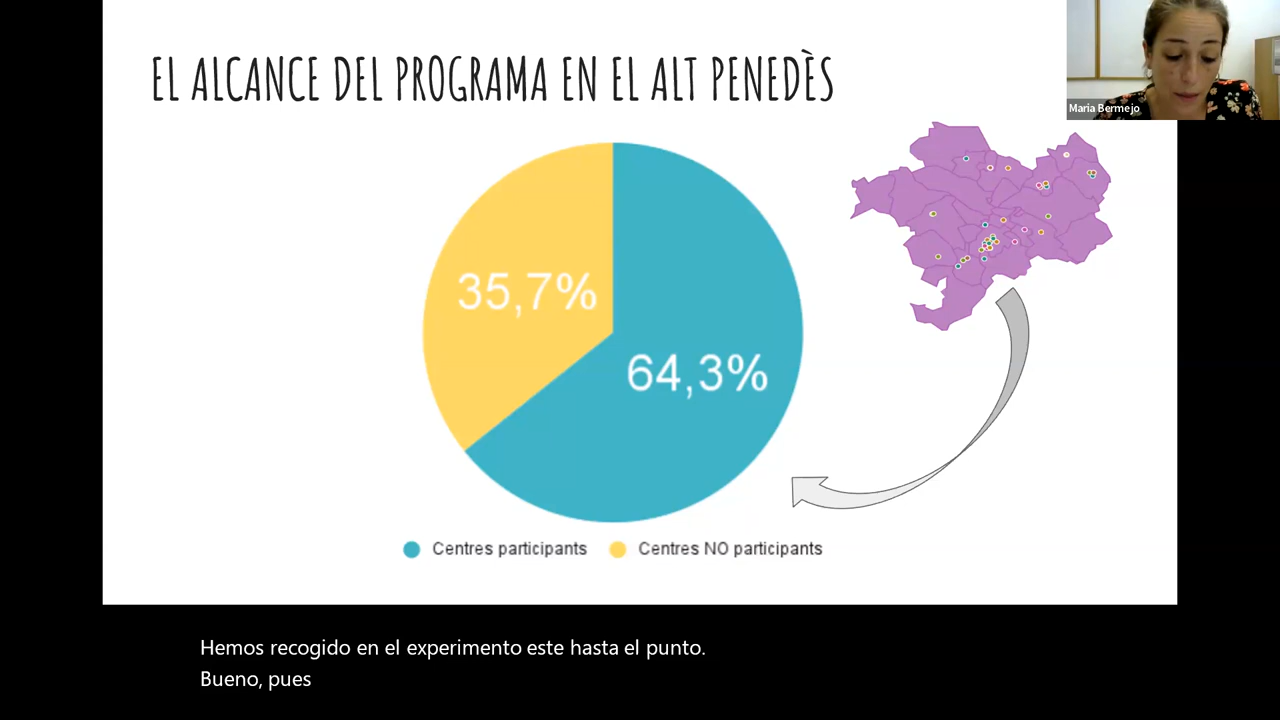 EL ALCANCE DEL PROGRAMA EN EL ALT PENEDÈS
Maria Bermejo
35,7%
64,3%
Centres participants
Centres NO participants
Hemos recogido en el experimento este hasta el punto.
Bueno, pues